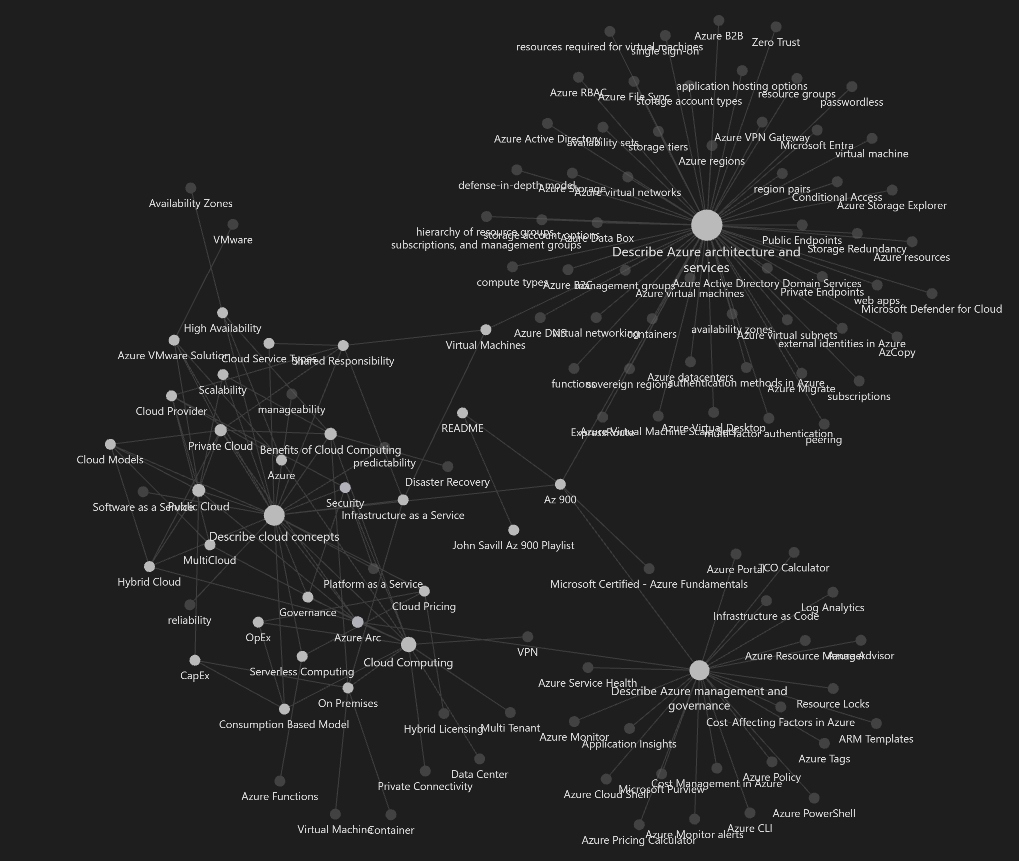 Azure B2B
Zero Trust
resources required for virtual machines
single sign-on
application hosting options
Azure RBAC
Azure File Sync
storage account types
resource groups
passwordless
Azure Active Directory
availability sets
storage tiers
Azure VPN Gateway
Microsoft Entra
virtual machine
Azure regions
defense-in-depth model
Azure Storage
Azure virtual networks
region pairs
Conditional Access
Azure Storage Explorer
Availability Zones
VMware
hierarchy of resource groups,
subscriptions, and management groups
storage account options
Azure Data Box
Public Endpoints
Storage Redundancy
Azure resources
Describe Azure architecture and
services
compute types
Azure B2C
management groups
Azure Active Directory Domain Services
Azure virtual machines
Private Endpoints
web apps
Microsoft Defender for Cloud
High Availability
Azure DNS
Virtual networking
containers
availability zones
Azure virtual subnets
external identities in Azure
AzCopy
Virtual Machines
Azure VMware Solution
Cloud Service Types
Shared Responsibility
Scalability
manageability
functions
sovereign regions
Azure datacenters
authentication methods in Azure
Azure Migrate
subscriptions
Cloud Provider
README
ExpressRoute
Azure Virtual Machine Scale Sets
Azure Virtual Desktop
multi-factor authentication
peering
Private Cloud
Benefits of Cloud Computing
Cloud Models
predictability
Azure
Disaster Recovery
Az 900
Software as a Service
Public Cloud
Security
Infrastructure as a Service
Describe cloud concepts
John Savill Az 900 Playlist
MultiCloud
Hybrid Cloud
Platform as a Service
Microsoft Certified - Azure Fundamentals
Azure Portal
TCO Calculator
reliability
Governance
Cloud Pricing
Infrastructure as Code
Log Analytics
OpEx
Azure Arc
VPN
Azure Resource Manager
Azure Advisor
CapEx
Serverless Computing
Cloud Computing
Azure Service Health
Describe Azure management and
governance
Resource Locks
On Premises
Consumption Based Model
Hybrid Licensing
Multi Tenant
Azure Monitor
Application Insights
Cost Affecting Factors in Azure
ARM Templates
Azure Tags
Data Center
Private Connectivity
Azure Functions
Azure Cloud Shell
Microsoft Purview
Cost Management in Azure
Azure Policy
Azure PowerShell
Virtual Machine
Container
Azure Pricing Calculator
Azure Monitor alerts
Azure CLI